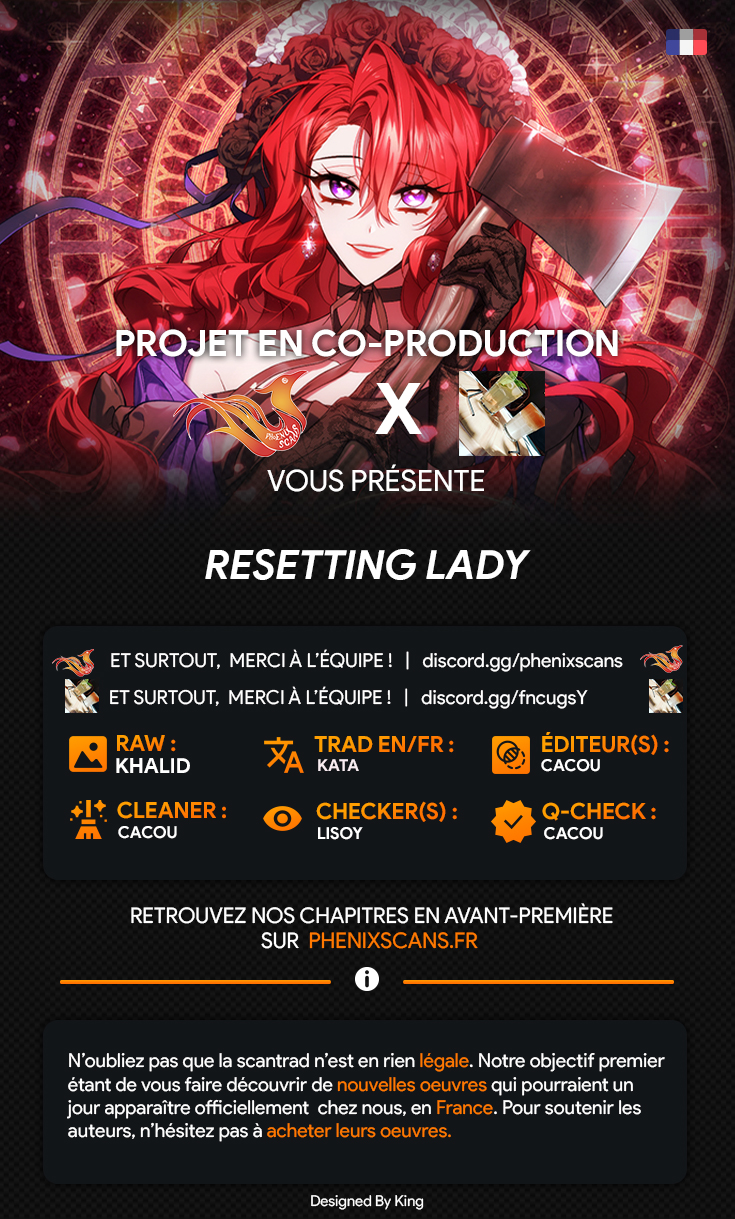 PROJET EN CO-PRODUCTION
PHENIX SCANS
X
VOUS PRÉSENTE
RESETTING LADY
ET SURTOUT, MERCI À L'ÉQUIPE ! | discord.gg/phenixscans
ET SURTOUT, MERCI À L'ÉQUIPE ! | discord.gg/fncugsY
RAW :
KHALID
TRAD EN/FR :
KATA
ÉDITEUR(S) :
CACOU
CLEANER :
CACOU
CHECKER(S) :
LISOY
Q-CHECK :
CACOU
RETROUVEZ NOS CHAPITRES EN AVANT-PREMIÈRE
SUR PHENIXSCANS.FR
N'oubliez pas que la scantrad n'est en rien légale. Notre objectif premier
étant de vous faire découvrir de nouvelles oeuvres qui pourraient un
jour apparaître officiellement chez nous, en France. Pour soutenir les
auteurs, n'hésitez pas à acheter leurs oeuvres.
Designed By King